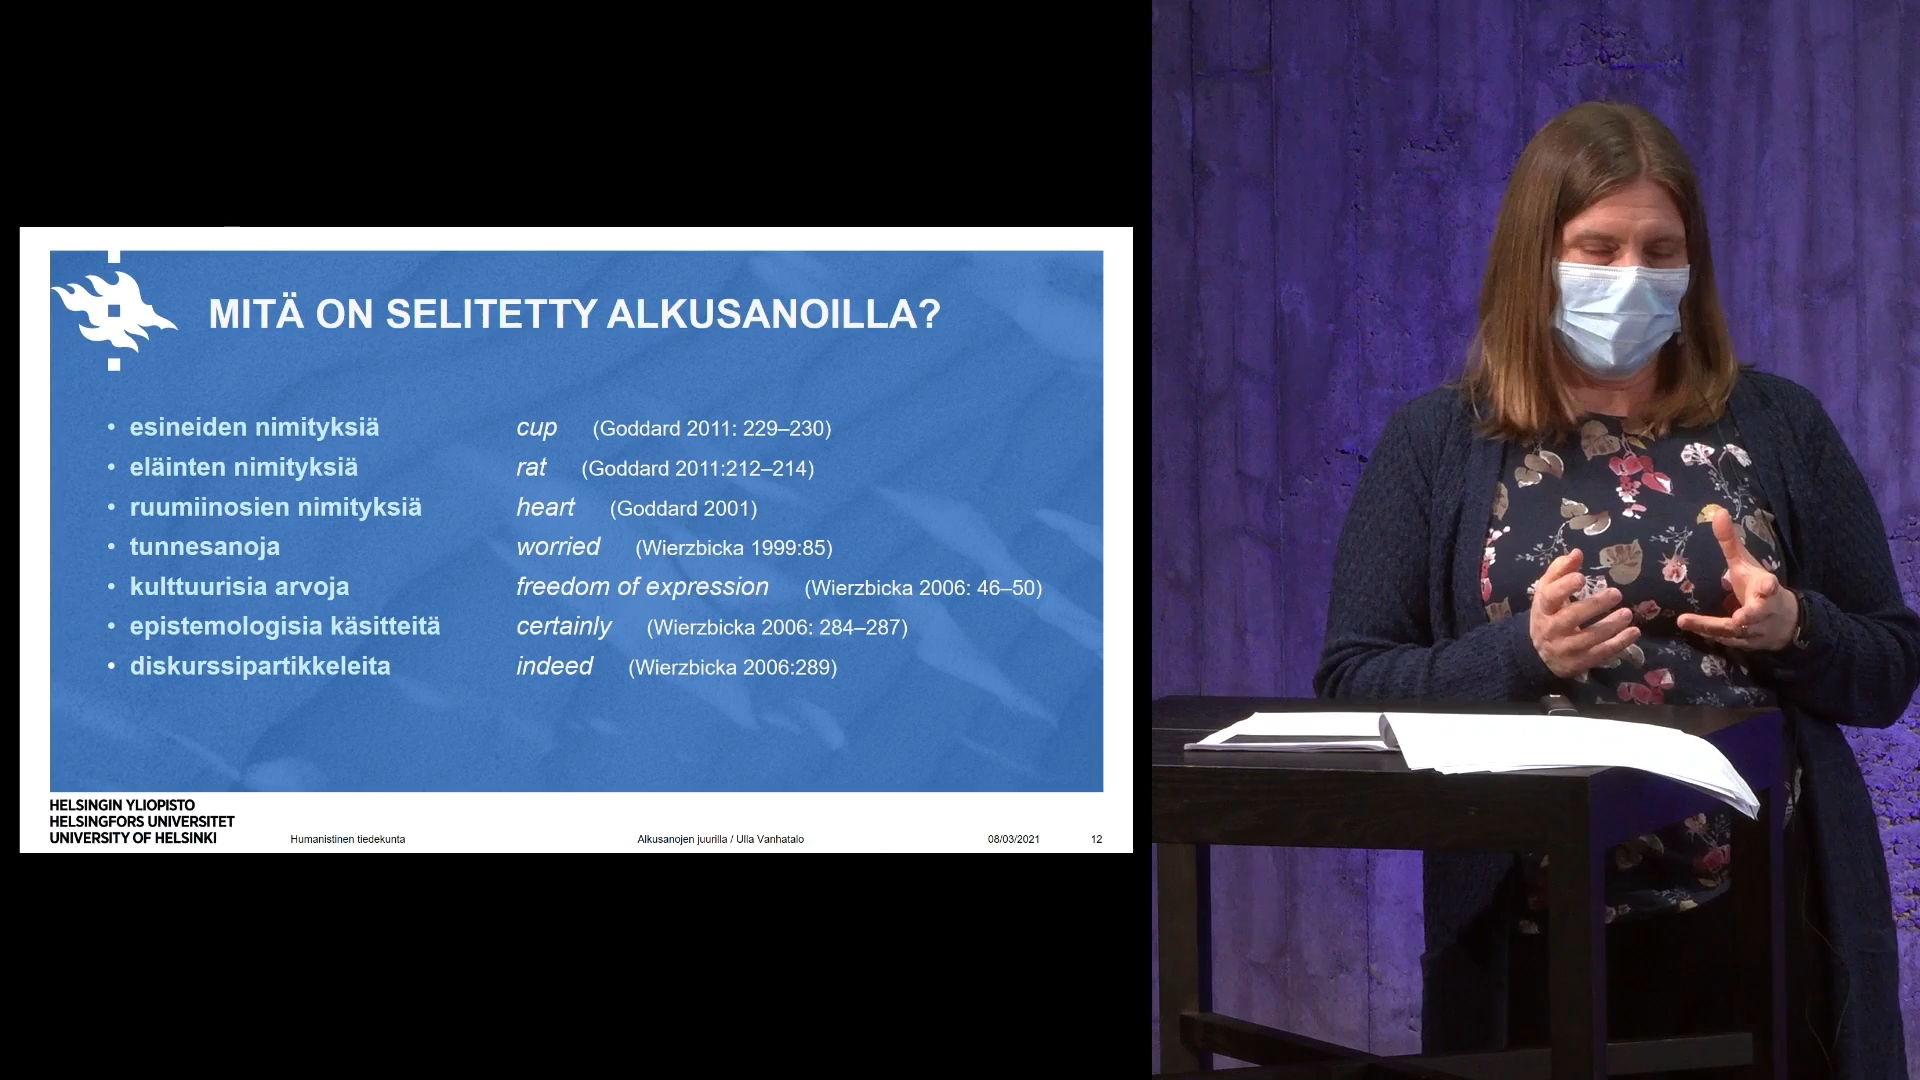 MITÄ ON SELITETTY ALKUSANOILLA?
• esineiden nimityksiä cup (Goddard 2011: 229–230)
• eläinten nimityksiä rat (Goddard 2011:212–214)
• ruumiinosien nimityksiä heart (Goddard 2001)
• tunnesanoja worried (Wierzbicka 1999:85)
• kulttuurisia arvoja freedom of expression (Wierzbicka 2006: 46–50)
• epistemologisia käsitteitä certainly (Wierzbicka 2006: 284–287)
• diskurssipartikkeleita indeed (Wierzbicka 2006:289)
HELSINGIN YLIOPISTO
HELSINGFORS UNIVERSITET
UNIVERSITY OF HELSINKI
Humanistinen tiedekunta Alkusanojen juurilla / Ulla Vanhatalo 08/03/2021 12